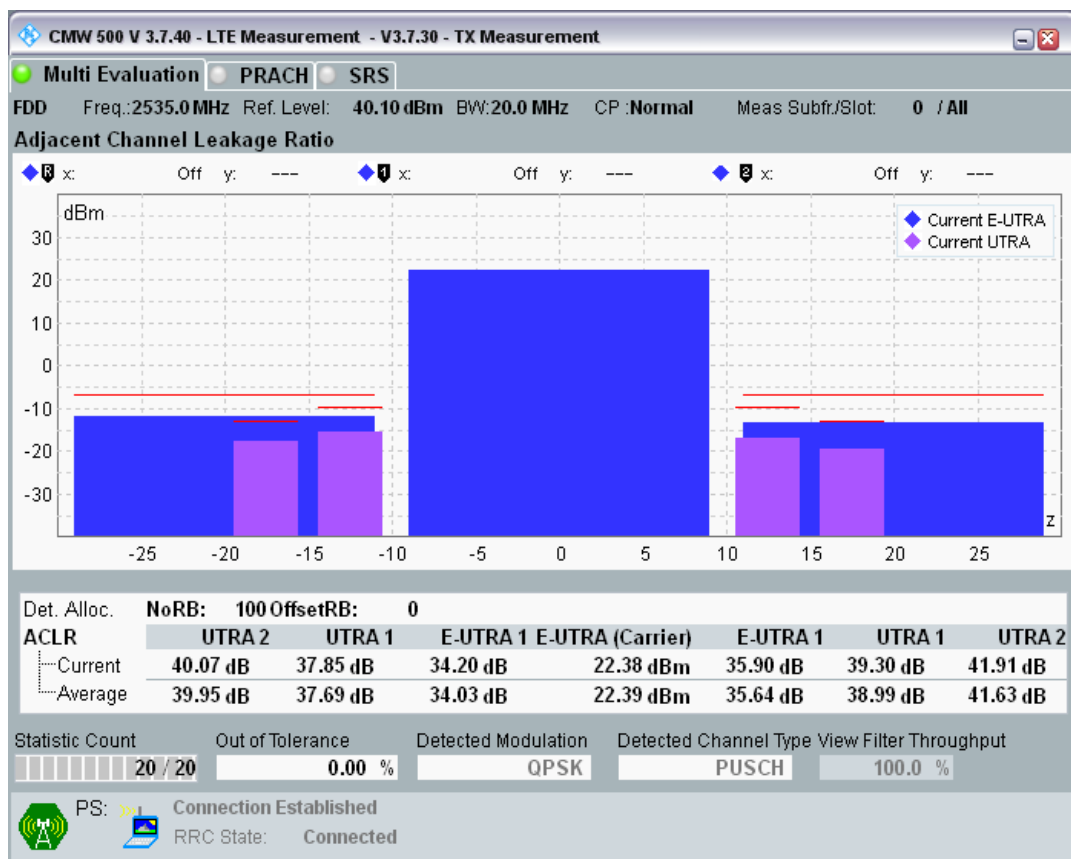 CMW 500 V 3.7.40 - LTE Measurement - V3.7.30 - TX Measurement
Multi Evaluation PRACH SRS
FDD Freq.:2535.0 MHz Ref. Level: 40.10 dBm BW:20.0 MHz CP :Normal Meas Subfr./Slot: 0 / All
Adjacent Channel Leakage Ratio
R x: Off y: --- 1 x: Off y: --- 2 x: Off y: ---
dBm
Current E-UTRA
Current UTRA
30
20
10
0
-10
-20
-30
z
-25 -20 -15 -10 -5 0 5 10 15 20 25
Det. Alloc. NoRB: 100 OffsetRB: 0
ACLR UTRA 2 UTRA 1 E-UTRA 1 E-UTRA (Carrier) E-UTRA 1 UTRA 1 UTRA 2
Current 40.07 dB 37.85 dB 34.20 dB 22.38 dBm 35.90 dB 39.30 dB 41.91 dB
Average 39.95 dB 37.69 dB 34.03 dB 22.39 dBm 35.64 dB 38.99 dB 41.63 dB
Statistic Count Out of Tolerance Detected Modulation Detected Channel Type View Filter Throughput
20 / 20 0.00 % QPSK PUSCH 100.0 %
PS: Connection Established
RRC State: Connected